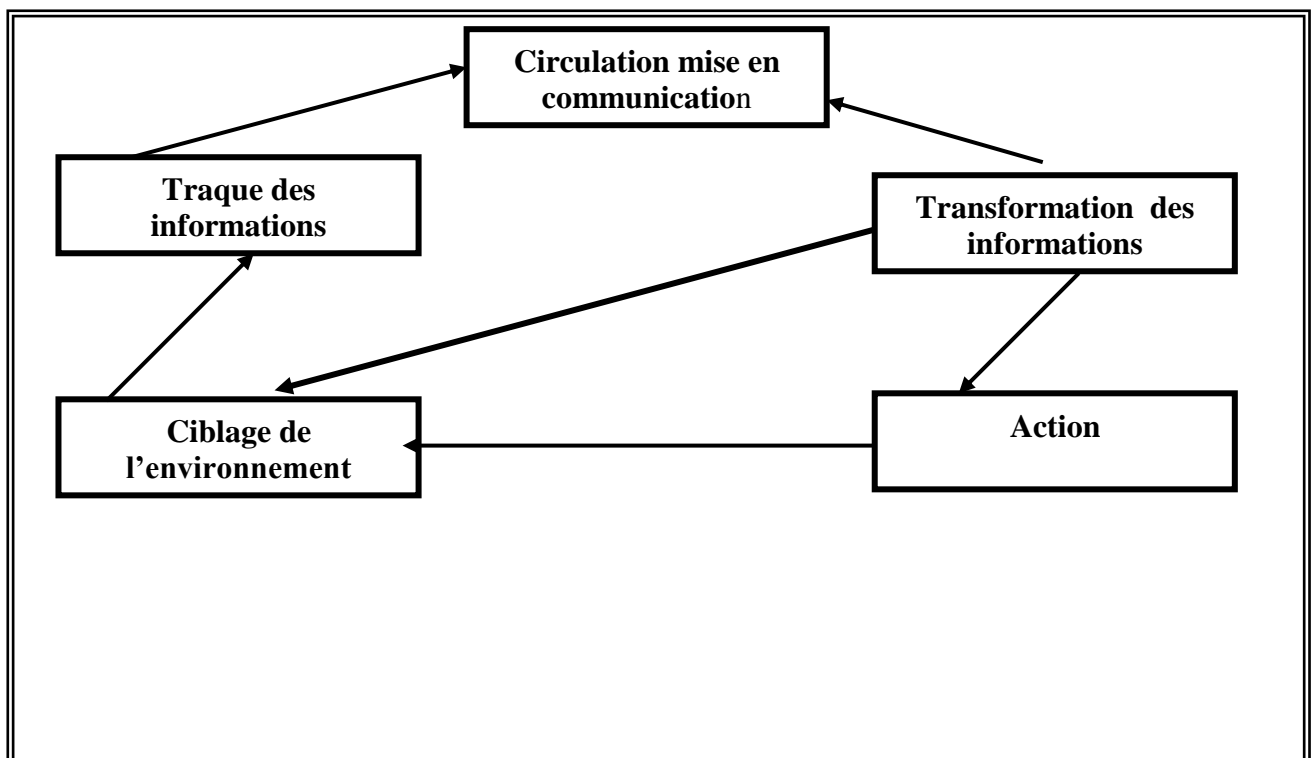 Circulation mise en
communication
Traque des
informations
Transformation des
informations
Ciblage de
l’environnement
Action